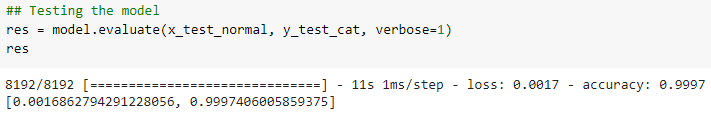 ## Testing the model
res = model.evaluate(x_test_normal, y_test_cat, verbose=1)
res
8192/8192 [==============================] - 11s 1ms/step - loss: 0.0017 - accuracy: 0.9997
[0.0016862794291228056, 0.9997406005859375]